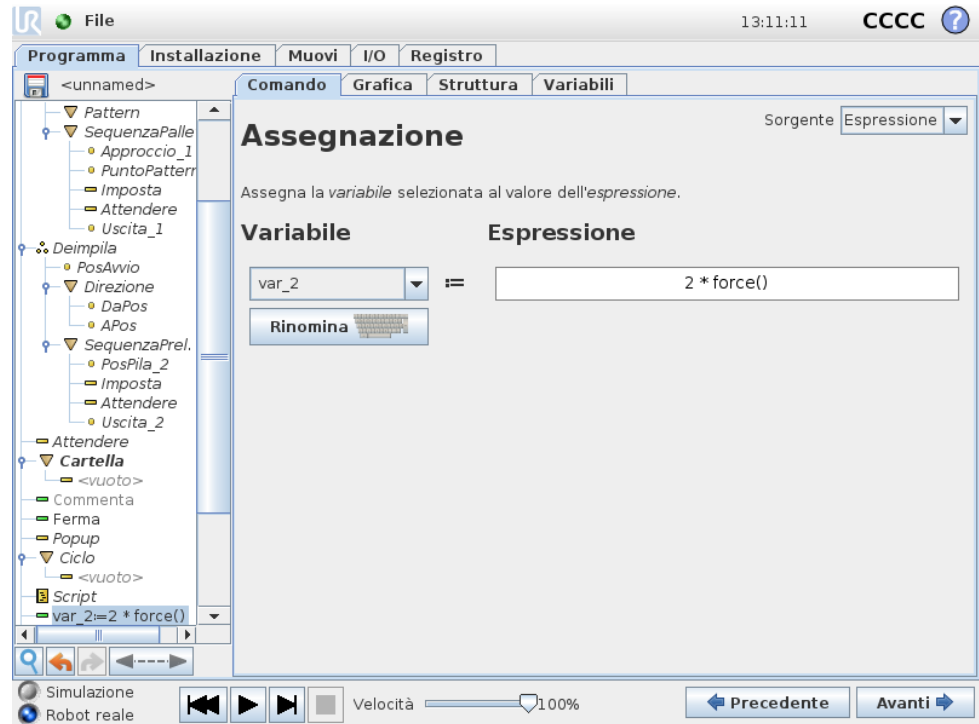 File 13:11:11 CCCC ?
Programma Installazione Muovi I/O Registro
<unnamed> Comando Grafica Struttura Variabili
Pattern
SequenzaPalle
Approccio_1
PuntoPattern
Imposta
Attendere
Uscita_1
Deimpila
PosAvvio
Direzione
DaPos
APos
SequenzaPrel.
PosPila_2
Imposta
Attendere
Uscita_2
Attendere
Cartella
<vuoto>
Commenta
Ferma
Popup
Ciclo
<vuoto>
Script
var_2:=2 * force()
Assegnazione
Sorgente Espressione
Assegna la variabile selezionata al valore dell'espressione.
Variabile Espressione
var_2 := 2 * force()
Rinomina
Simulazione
Robot reale
Velocità 100%
Precedente Avanti